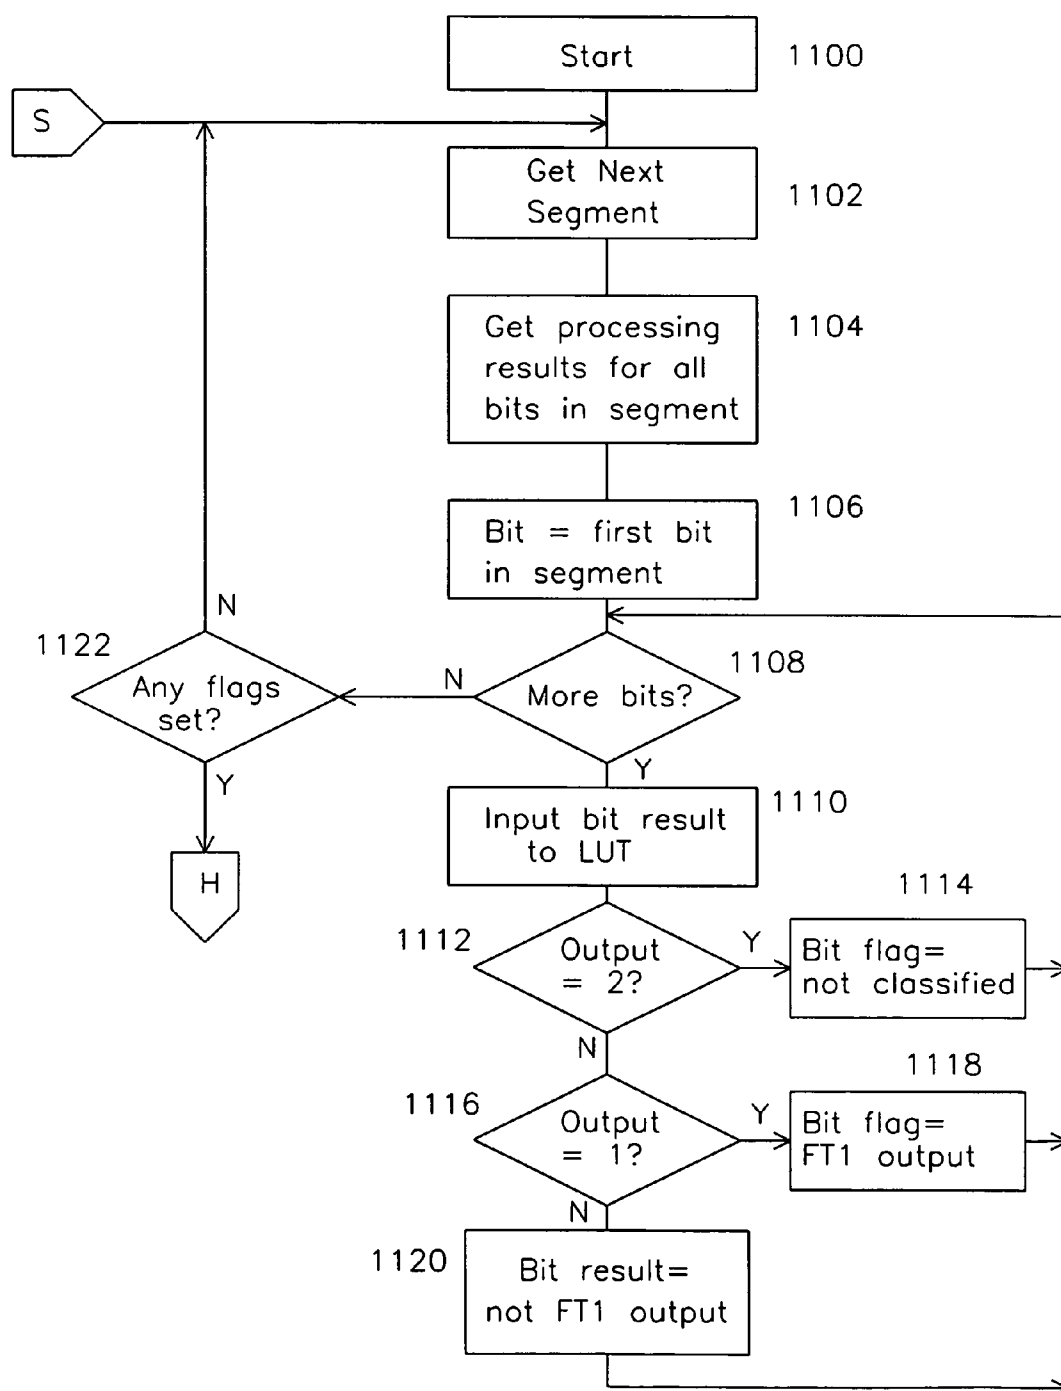 Start
1100
S
Get Next
Segment
1102
Get processing
results for all
bits in segment
1104
Bit = first bit
in segment
1106
N
1122
Any flags
set?
N
More bits?
1108
Y
Y
Input bit result
to LUT
1110
H
1112
Output
= 2?
Y
1114
Bit flag=
not classified
N
1116
Output
= 1?
Y
1118
Bit flag=
FT1 output
N
1120
Bit result=
not FT1 output